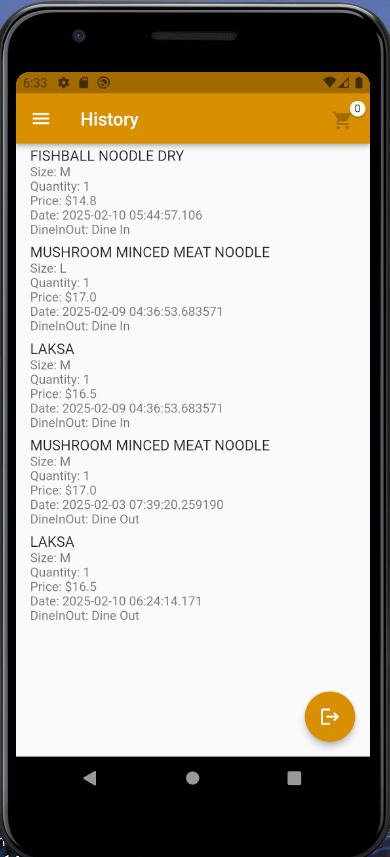 6:33
History
0
FISHBALL NOODLE DRY
Size: M
Quantity: 1
Price: $14.8
Date: 2025-02-10 05:44:57.106
DineInOut: Dine In
MUSHROOM MINCED MEAT NOODLE
Size: L
Quantity: 1
Price: $17.0
Date: 2025-02-09 04:36:53.683571
DineInOut: Dine In
LAKSA
Size: M
Quantity: 1
Price: $16.5
Date: 2025-02-09 04:36:53.683571
DineInOut: Dine In
MUSHROOM MINCED MEAT NOODLE
Size: M
Quantity: 1
Price: $17.0
Date: 2025-02-03 07:39:20.259190
DineInOut: Dine Out
LAKSA
Size: M
Quantity: 1
Price: $16.5
Date: 2025-02-10 06:24:14.171
DineInOut: Dine Out